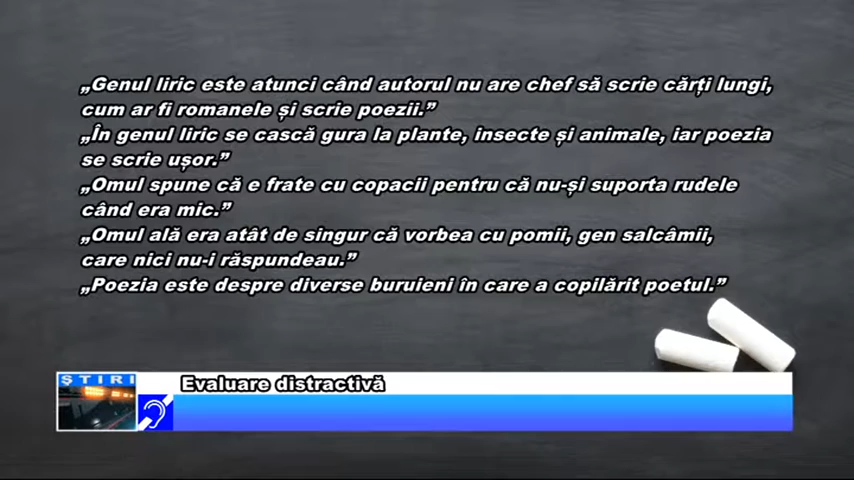 „Genul liric este atunci când autorul nu are chef să scrie cărți lungi,
cum ar fi romanele și scrie poezii.”
„În genul liric se cască gura la plante, insecte și animale, iar poezia
se scrie ușor.”
„Omul spune că e frate cu copacii pentru că nu-și suporta rudele
când era mic.”
„Omul ală era atât de singur că vorbea cu pomii, gen salcâmii,
care nici nu-i răspundeau.”
„Poezia este despre diverse buruieni în care a copilărit poetul.”
ȘTIRI
Evaluare distractivă